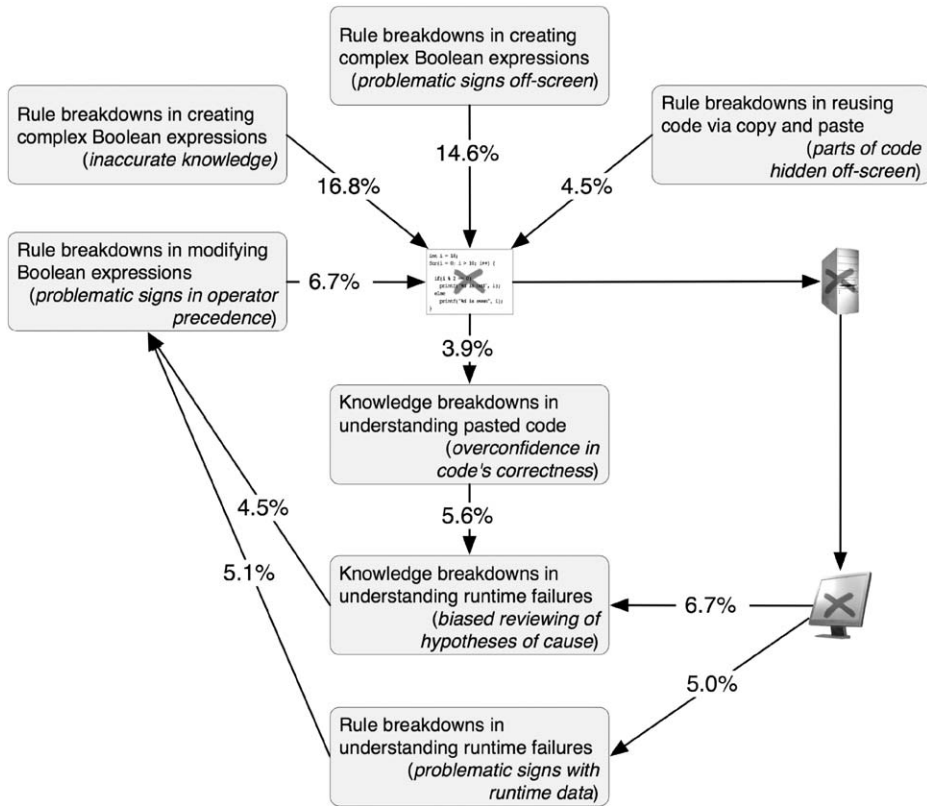 Rule breakdowns in creating
complex Boolean expressions
(problematic signs off-screen)
Rule breakdowns in creating
complex Boolean expressions
(inaccurate knowledge)
Rule breakdowns in reusing
code via copy and paste
(parts of code
hidden off-screen)
14.6%
16.8%
4.5%
Rule breakdowns in modifying
Boolean expressions
(problematic signs in operator
precedence)
6.7%
3.9%
Knowledge breakdowns in
understanding pasted code
(overconfidence in
code's correctness)
4.5%
5.6%
5.1%
Knowledge breakdowns in
understanding runtime failures
(biased reviewing of
hypotheses of cause)
6.7%
5.0%
Rule breakdowns in
understanding runtime failures
(problematic signs with
runtime data)